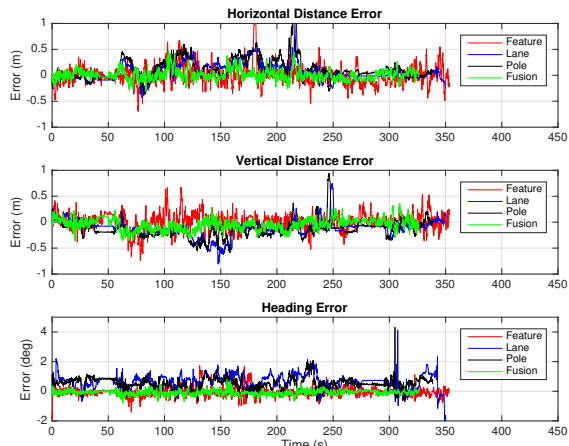 Horizontal Distance Error
1
0.5
0
-0.5
-1
Error (m)
0 50 100 150 200 250 300 350 400 450
Feature
Lane
Pole
Fusion
Vertical Distance Error
1
0.5
0
-0.5
-1
Error (m)
0 50 100 150 200 250 300 350 400 450
Feature
Lane
Pole
Fusion
Heading Error
4
2
0
-2
Error (deg)
0 50 100 150 200 250 300 350 400 450
Time (s)
Feature
Lane
Pole
Fusion